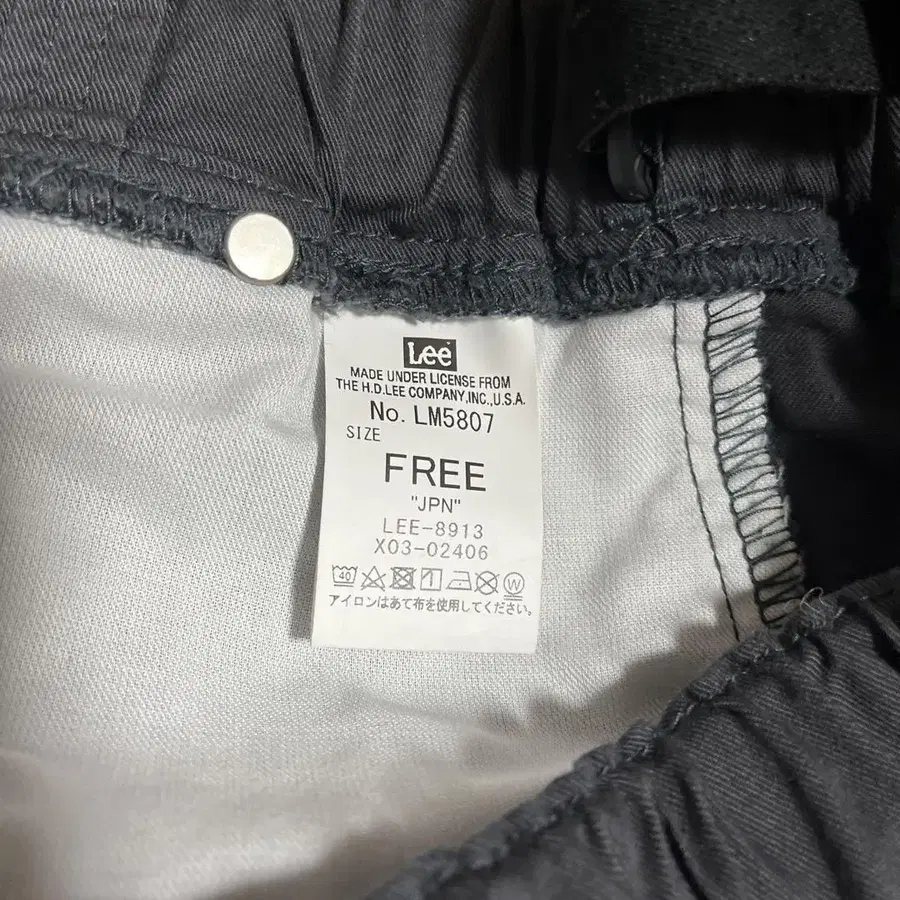 Lee
MADE UNDER LICENSE FROM
THE H.D.LEE COMPANY,INC.,U.S.A.
No. LM5807
SIZE
FREE
"JPN"
LEE-8913
X03-02406
40 W
アイロンはあて布を使用してください。